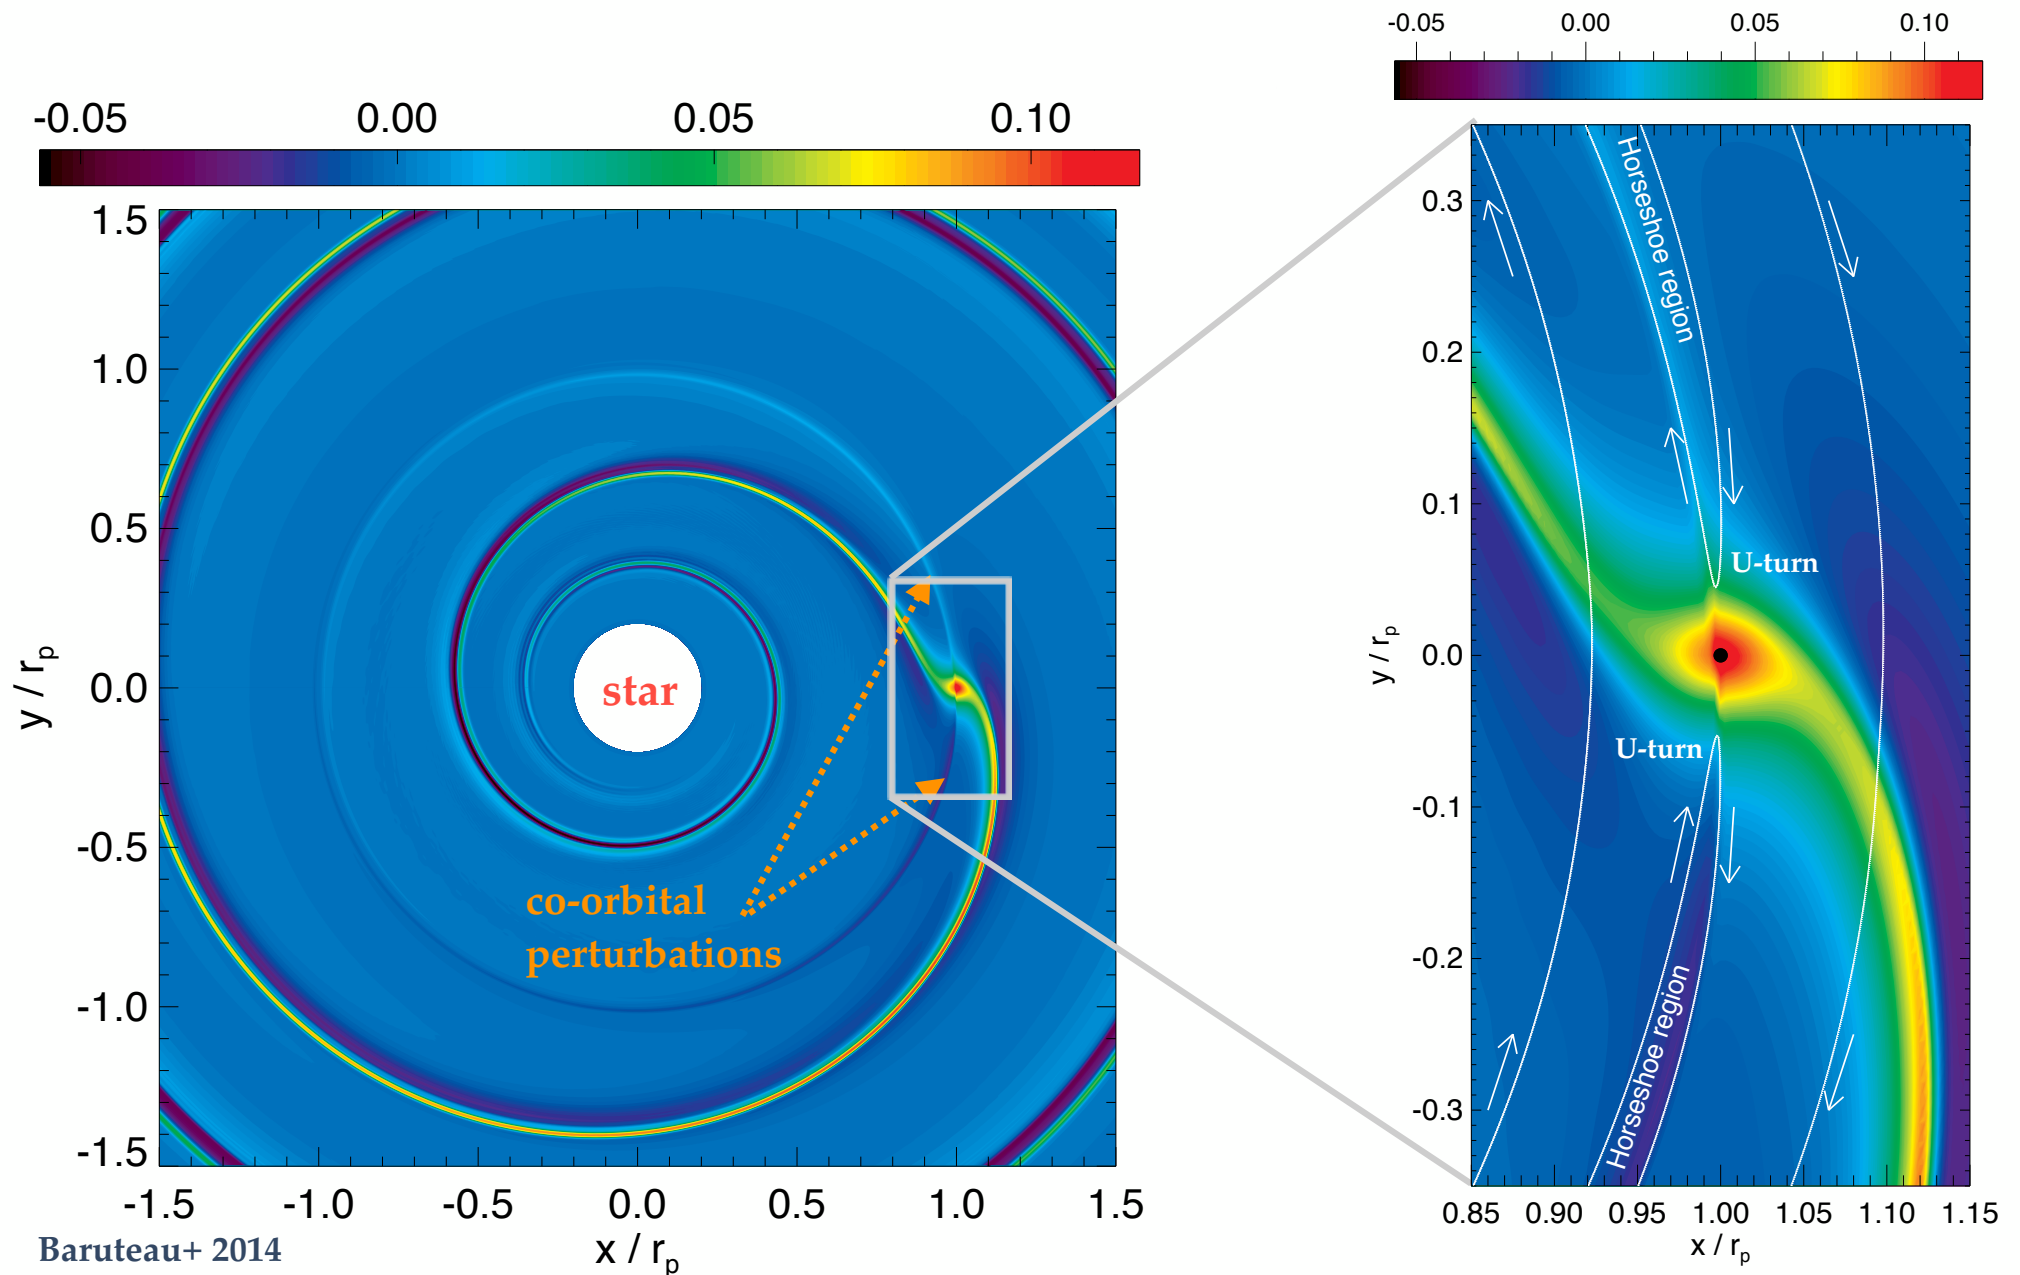 -0.05 0.00 0.05 0.10
-0.05 0.00 0.05 0.10
1.5
1.0
0.5
0.0
-0.5
-1.0
-1.5
y / rp
star
co-orbital
perturbations
-1.5 -1.0 -0.5 0.0 0.5 1.0 1.5
x / rp
Baruteau+ 2014
0.3
0.2
0.1
0.0
-0.1
-0.2
-0.3
y / rp
Horseshoe region
U-turn
U-turn
Horseshoe region
0.85 0.90 0.95 1.00 1.05 1.10 1.15
x / rp